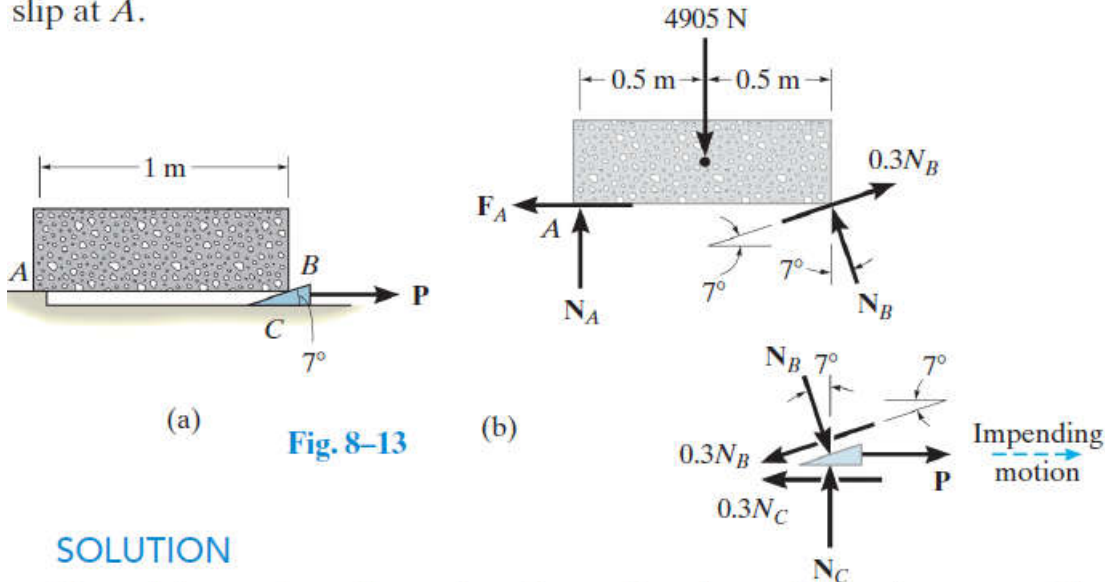 slip at A.
4905 N
0.5 m
0.5 m
0.3N_B
F_A
A
7°
7°
N_A
N_B
1 m
A
B
P
C
7°
(a)
Fig. 8–13
(b)
N_B 7°
7°
0.3N_B
P
Impending
motion
0.3N_C
N_C
SOLUTION